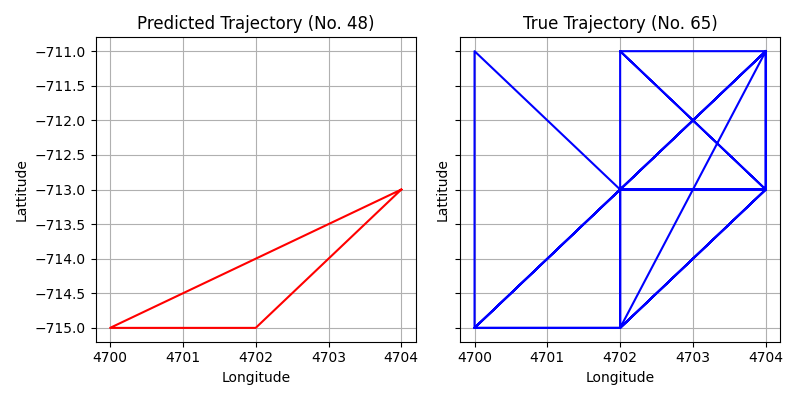 Predicted Trajectory (No. 48)
True Trajectory (No. 65)
Lattitude
−711.0
−711.5
−712.0
−712.5
−713.0
−713.5
−714.0
−714.5
−715.0
4700 4701 4702 4703 4704
Longitude
Lattitude
4700 4701 4702 4703 4704
Longitude